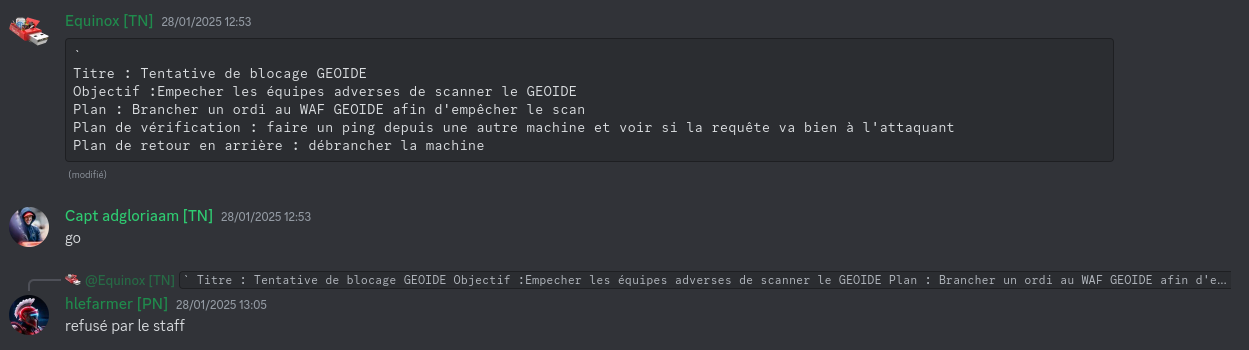 Equinox [TN] 28/01/2025 12:53
`
Titre : Tentative de blocage GEOIDE
Objectif :Empecher les équipes adverses de scanner le GEOIDE
Plan : Brancher un ordi au WAF GEOIDE afin d'empêcher le scan
Plan de vérification : faire un ping depuis une autre machine et voir si la requête va bien à l'attaquant
Plan de retour en arrière : débrancher la machine
(modifié)
Capt adgloriaam [TN] 28/01/2025 12:53
go
@Equinox [TN] ` Titre : Tentative de blocage GEOIDE Objectif :Empecher les équipes adverses de scanner le GEOIDE Plan : Brancher un ordi au WAF GEOIDE afin d'e...
hlefarmer [PN] 28/01/2025 13:05
refusé par le staff